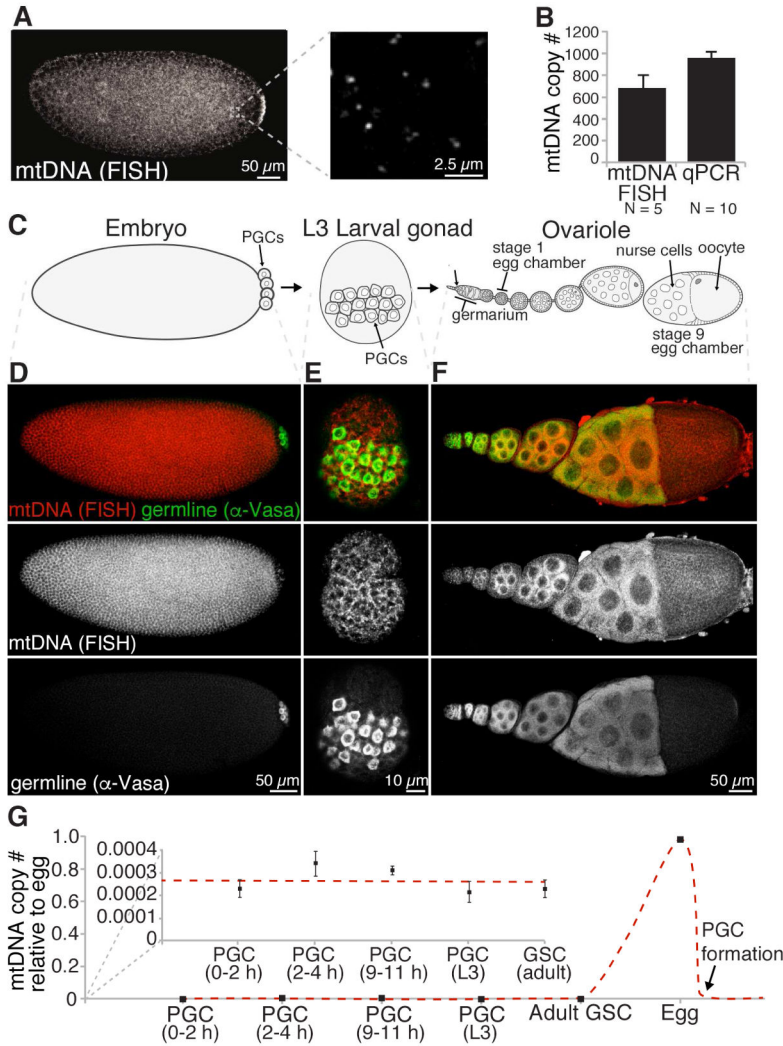 A
mtDNA (FISH)
50 µm
2.5 µm
B
mtDNA copy #
1200
1000
800
600
400
200
0
mtDNA FISH
qPCR
N = 5
N = 10
C
Embryo
L3 Larval gonad
Ovariole
PGCs
PGCs
stage 1
egg chamber
germarium
nurse cells
oocyte
stage 9
egg chamber
D
E
F
mtDNA (FISH) germline (α-Vasa)
mtDNA (FISH)
germline (α-Vasa)
50 µm
10 µm
50 µm
G
mtDNA copy #
relative to egg
1.0
0.8
0.6
0.4
0.2
0
0.0004
0.0003
0.0002
0.0001
0
PGC
(0-2 h)
PGC
(2-4 h)
PGC
(9-11 h)
PGC
(L3)
GSC
(adult)
PGC
formation
PGC
(0-2 h)
PGC
(2-4 h)
PGC
(9-11 h)
PGC
(L3)
Adult GSC
Egg